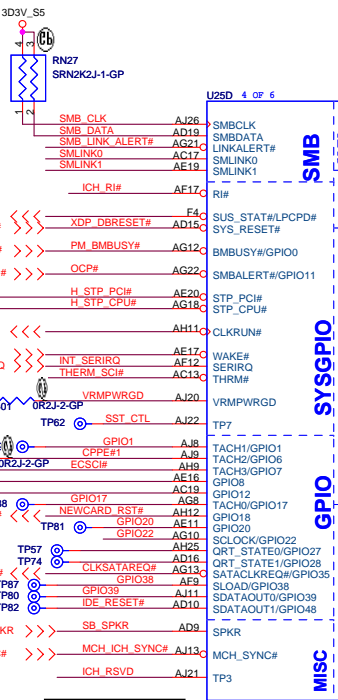 3D3V_S5
4 3
RN27
SRN2K2J-1-GP
1 2
U25D 4 OF 6
SMB_CLK AJ26 SMBCLK
SMB_DATA AD19 SMBDATA
SMB_LINK_ALERT# AG21 LINKALERT#
SMLINK0 AC17 SMLINK0
SMLINK1 AE19 SMLINK1
SMB
ICH_RI# AF17 RI#
F4 SUS_STAT#/LPCPD#
XDP_DBRESET# AD15 SYS_RESET#
PM_BMBUSY# AG12 BMBUSY#/GPIO0
OCP# AG22 SMBALERT#/GPIO11
H_STP_PCI# AE20 STP_PCI#
H_STP_CPU# AG18 STP_CPU#
AH11 CLKRUN#
AE17 WAKE#
INT_SERIRQ AF12 SERIRQ
THERM_SCI# AC13 THRM#
SYSGPIO
0R2J-2-GP VRMPWRGD AJ20 VRMPWRGD
TP62 SST_CTL AJ22 TP7
GPIO1 AJ8 TACH1/GPIO1
CPPE#1 AJ9 TACH2/GPIO6
0R2J-2-GP ECSCI# AH9 TACH3/GPIO7
AE16 GPIO8
AC19 GPIO12
GPIO17 AG8 TACH0/GPIO17
NEWCARD_RST# AH12 GPIO18
TP81 GPIO20 AE11 GPIO20
GPIO22 AG10 SCLOCK/GPIO22
TP57 AH25 QRT_STATE0/GPIO27
TP74 AD16 QRT_STATE1/GPIO28
CLKSATAREQ# AG13 SATACLKREQ#/GPIO35
TP87 GPIO38 AF9 SLOAD/GPIO38
TP80 GPIO39 AJ11 SDATAOUT0/GPIO39
TP82 IDE_RESET# AD10 SDATAOUT1/GPIO48
GPIO
SB_SPKR AD9 SPKR
MCH_ICH_SYNC# AJ13 MCH_SYNC#
ICH_RSVD AJ21 TP3
MISC